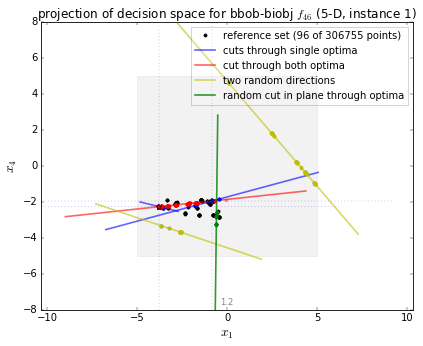 projection of decision space for bbob-biobj f46 (5-D, instance 1)
reference set (96 of 306755 points)
cuts through single optima
cut through both optima
two random directions
random cut in plane through optima
8
6
4
2
0
−2
−4
−6
−8
x4
1.2
−10 −5 0 5 10
x1